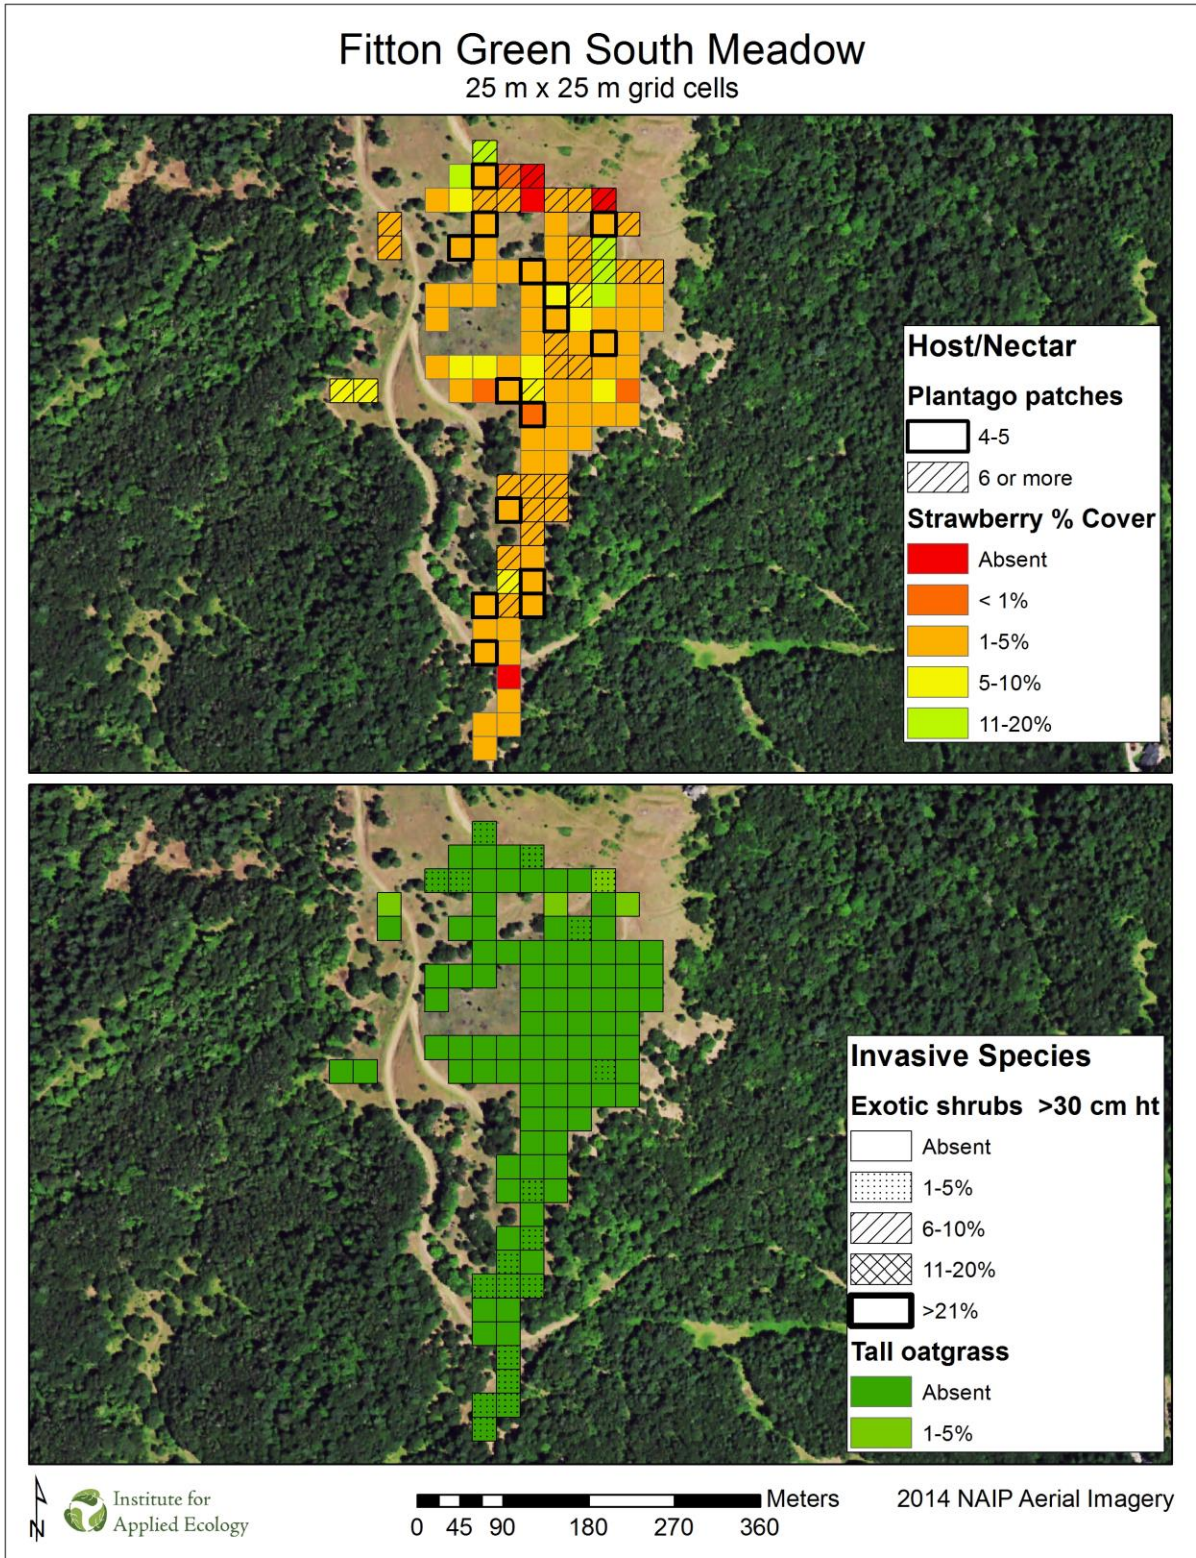 Fitton Green South Meadow
25 m x 25 m grid cells
Host/Nectar
Plantago patches
4-5
6 or more
Strawberry % Cover
Absent
< 1%
1-5%
5-10%
11-20%
Invasive Species
Exotic shrubs >30 cm ht
Absent
1-5%
6-10%
11-20%
>21%
Tall oatgrass
Absent
1-5%
N
Institute for
Applied Ecology
Meters
0 45 90 180 270 360
2014 NAIP Aerial Imagery